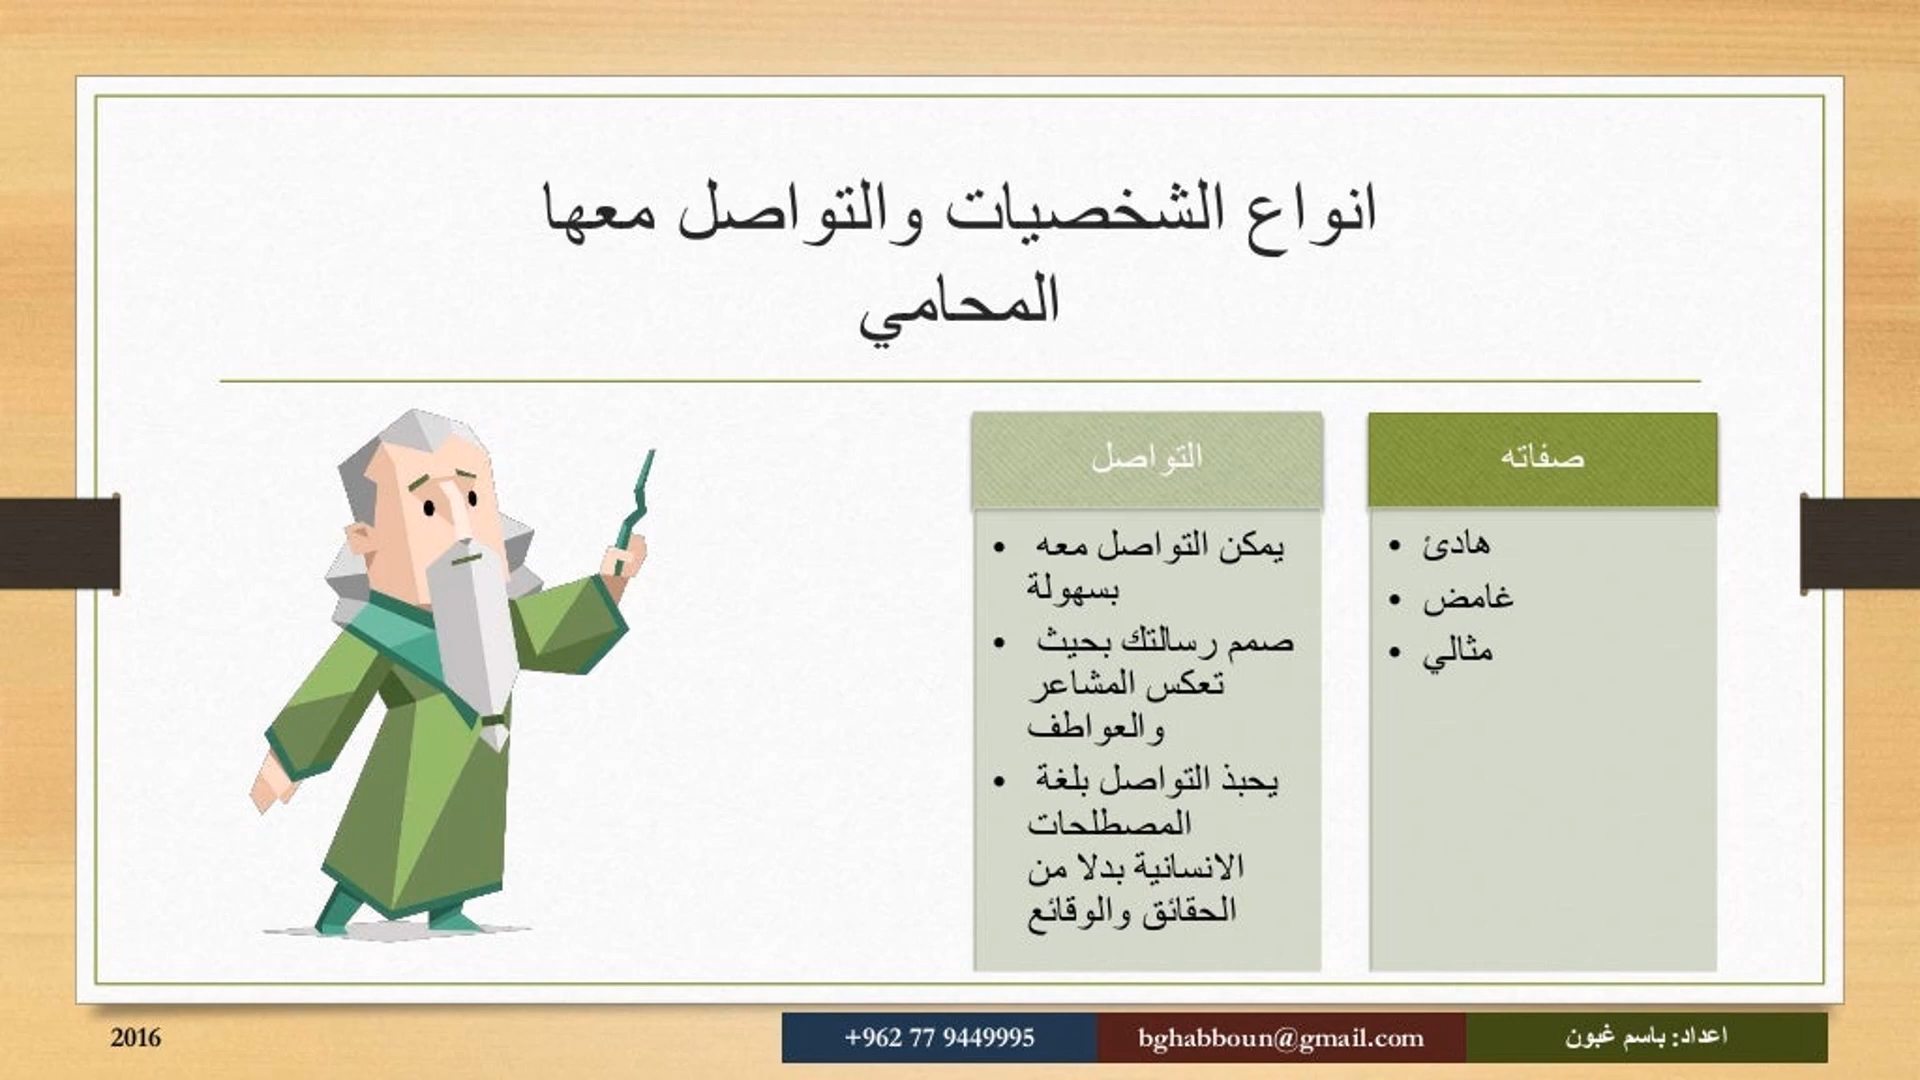 انواع الشخصيات والتواصل معها
المحامي
صفاته
• هادئ
• غامض
• مثالي
التواصل
• يمكن التواصل معه
بسهولة
• صمم رسالتك بحيث
تعكس المشاعر
والعواطف
• يحبذ التواصل بلغة
المصطلحات
الانسانية بدلا من
الحقائق والوقائع
اعداد: باسم غبون
bghabboun@gmail.com
+962 77 9449995
2016